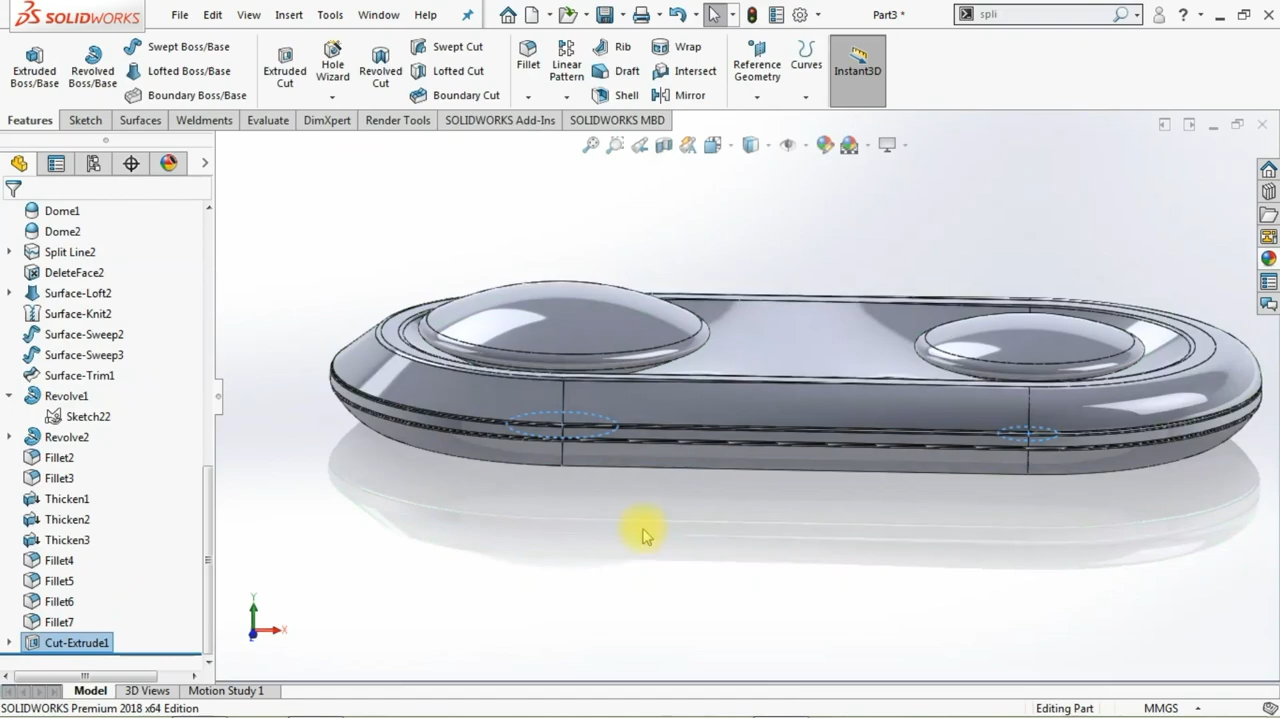 SOLIDWORKS
File Edit View Insert Tools Window Help
Part3 *
spli
Extruded Boss/Base
Revolved Boss/Base
Swept Boss/Base
Lofted Boss/Base
Boundary Boss/Base
Extruded Cut
Hole Wizard
Revolved Cut
Swept Cut
Lofted Cut
Boundary Cut
Fillet
Linear Pattern
Rib
Draft
Shell
Wrap
Intersect
Mirror
Reference Geometry
Curves
Instant3D
Features Sketch Surfaces Weldments Evaluate DimXpert Render Tools SOLIDWORKS Add-Ins SOLIDWORKS MBD
Dome1
Dome2
Split Line2
DeleteFace2
Surface-Loft2
Surface-Knit2
Surface-Sweep2
Surface-Sweep3
Surface-Trim1
Revolve1
Sketch22
Revolve2
Fillet2
Fillet3
Thicken1
Thicken2
Thicken3
Fillet4
Fillet5
Fillet6
Fillet7
Cut-Extrude1
Y
X
Z
Model 3D Views Motion Study 1
SOLIDWORKS Premium 2018 x64 Edition
Editing Part
MMGS